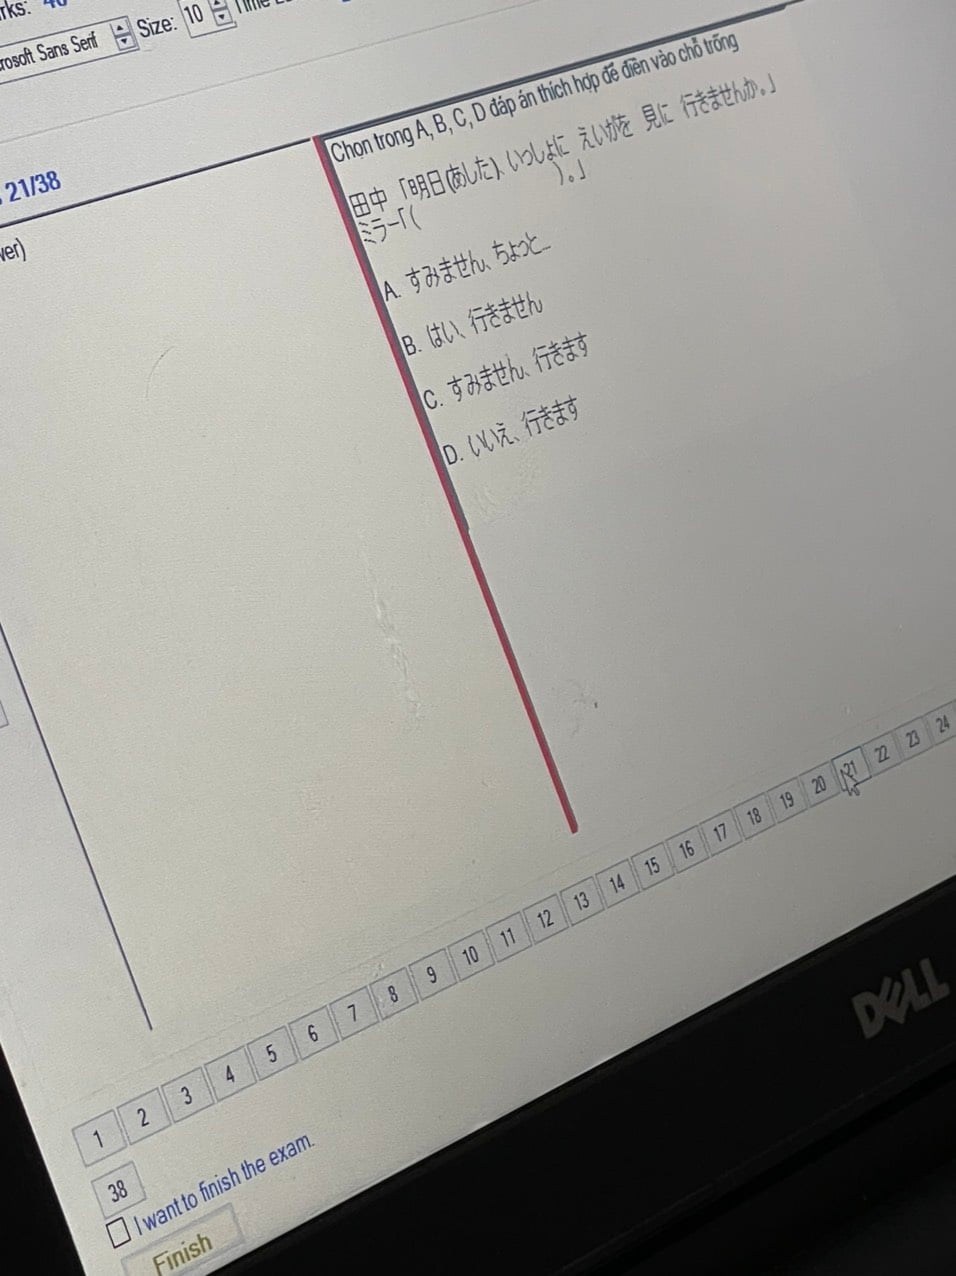 rks:
rosoft Sans Serif Size: 10
21/38
ver)
Chọn trong A, B, C, D đáp án thích hợp để điền vào chỗ trống
田中「明日(あした)、いっしょに えいがを 見に 行きませんか。」
ミラー「( )。」
A. すみません、ちょっと...
B. はい、行きません
C. すみません、行きます
D. いいえ、行きます
1 2 3 4 5 6 7 8 9 10 11 12 13 14 15 16 17 18 19 20 21 22 23 24
38
I want to finish the exam.
Finish
DELL